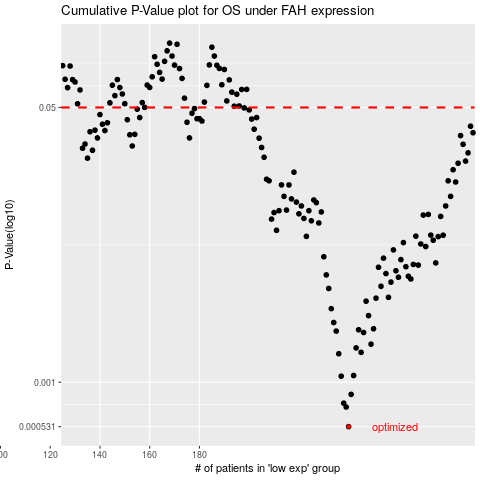 Cumulative P-Value plot for OS under FAH expression
P-Value(log10)
0.05
0.001
0.000531
optimized
00 120 140 160 180
# of patients in 'low exp' group